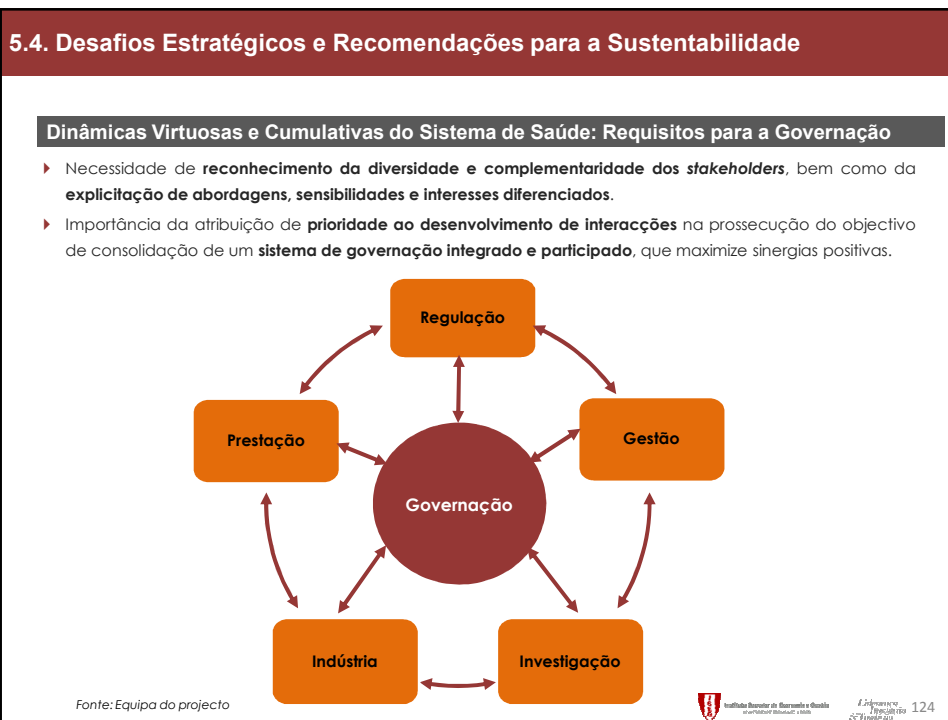 5.4. Desafios Estratégicos e Recomendações para a Sustentabilidade
Dinâmicas Virtuosas e Cumulativas do Sistema de Saúde: Requisitos para a Governação
Necessidade de reconhecimento da diversidade e complementaridade dos stakeholders, bem como da
explicitação de abordagens, sensibilidades e interesses diferenciados.
Importância da atribuição de prioridade ao desenvolvimento de interacções na prossecução do objectivo
de consolidação de um sistema de governação integrado e participado, que maximize sinergias positivas.
Regulação
Prestação
Gestão
Governação
Indústria
Investigação
Fonte: Equipa do projecto
124